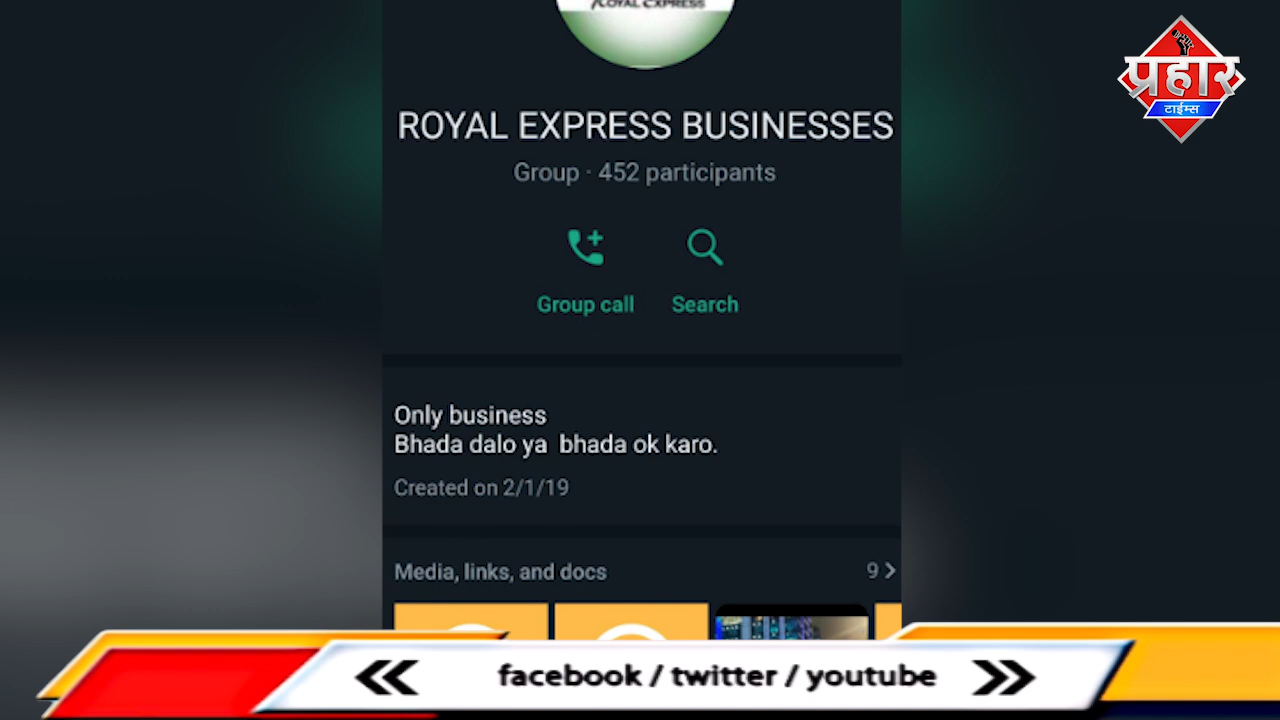 ROYAL EXPRESS
प्रहार
टाईम्स
ROYAL EXPRESS BUSINESSES
Group · 452 participants
Group call
Search
Only business
Bhada dalo ya bhada ok karo.
Created on 2/1/19
Media, links, and docs
9
facebook / twitter / youtube